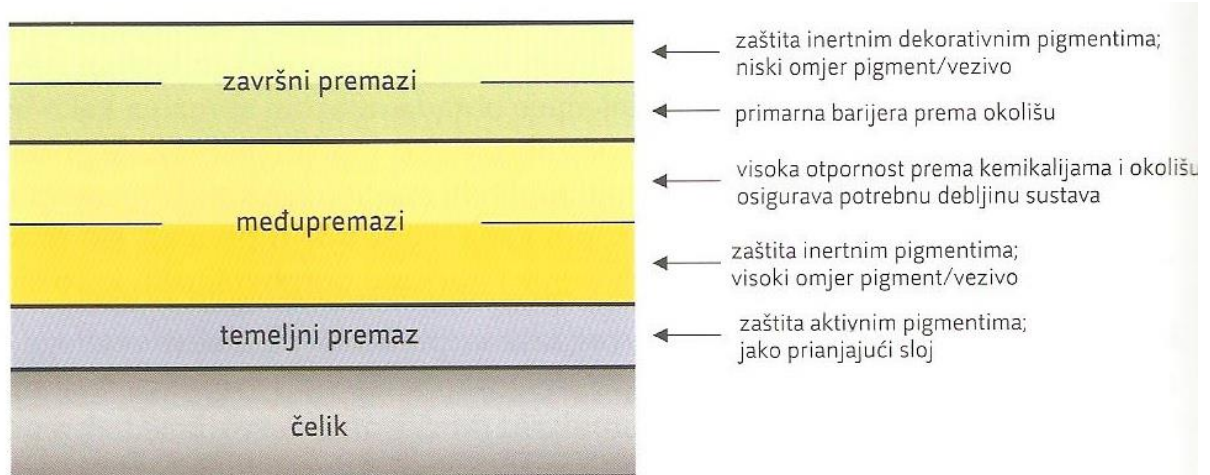 završni premazi
zaštita inertnim dekorativnim pigmentima;
niski omjer pigment/vezivo
primarna barijera prema okolišu
međupremazi
visoka otpornost prema kemikalijama i okolišu
osigurava potrebnu debljinu sustava
zaštita inertnim pigmentima;
visoki omjer pigment/vezivo
temeljni premaz
zaštita aktivnim pigmentima;
jako prianjajući sloj
čelik